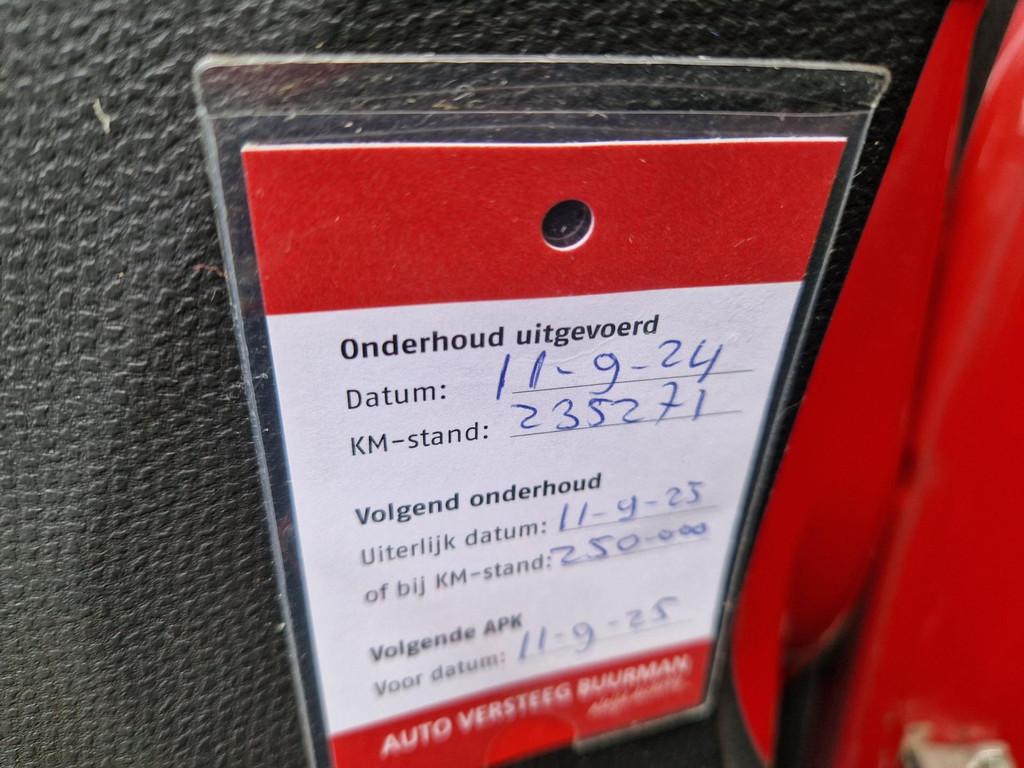 Onderhoud uitgevoerd
Datum: 11-9-24
KM-stand: 235271
Volgend onderhoud
Uiterlijk datum: 11-9-25
of bij KM-stand: 250-000
Volgende APK
Voor datum: 11-9-25
AUTO VERSTEEG BUURMAN